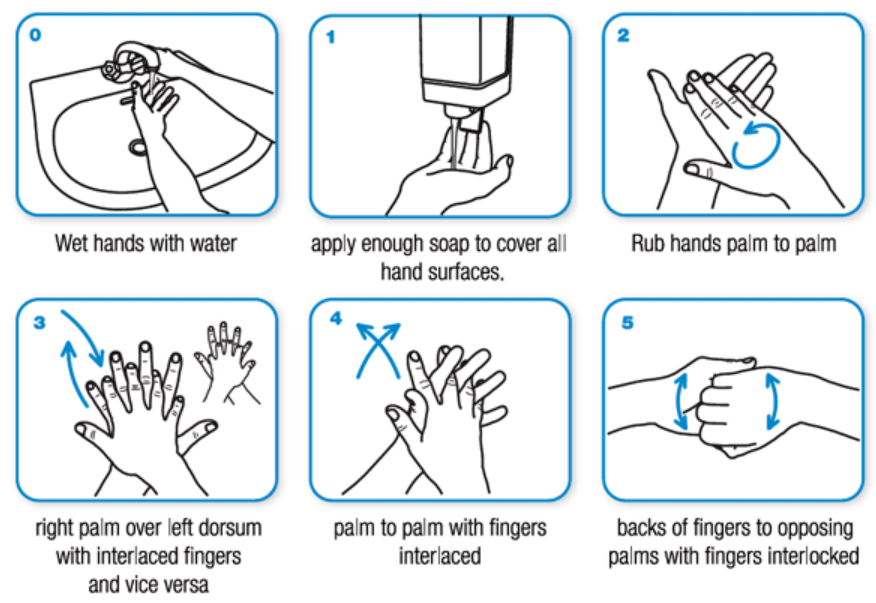 0
Wet hands with water
1
apply enough soap to cover all
hand surfaces.
2
Rub hands palm to palm
3
right palm over left dorsum
with interlaced fingers
and vice versa
4
palm to palm with fingers
interlaced
5
backs of fingers to opposing
palms with fingers interlocked